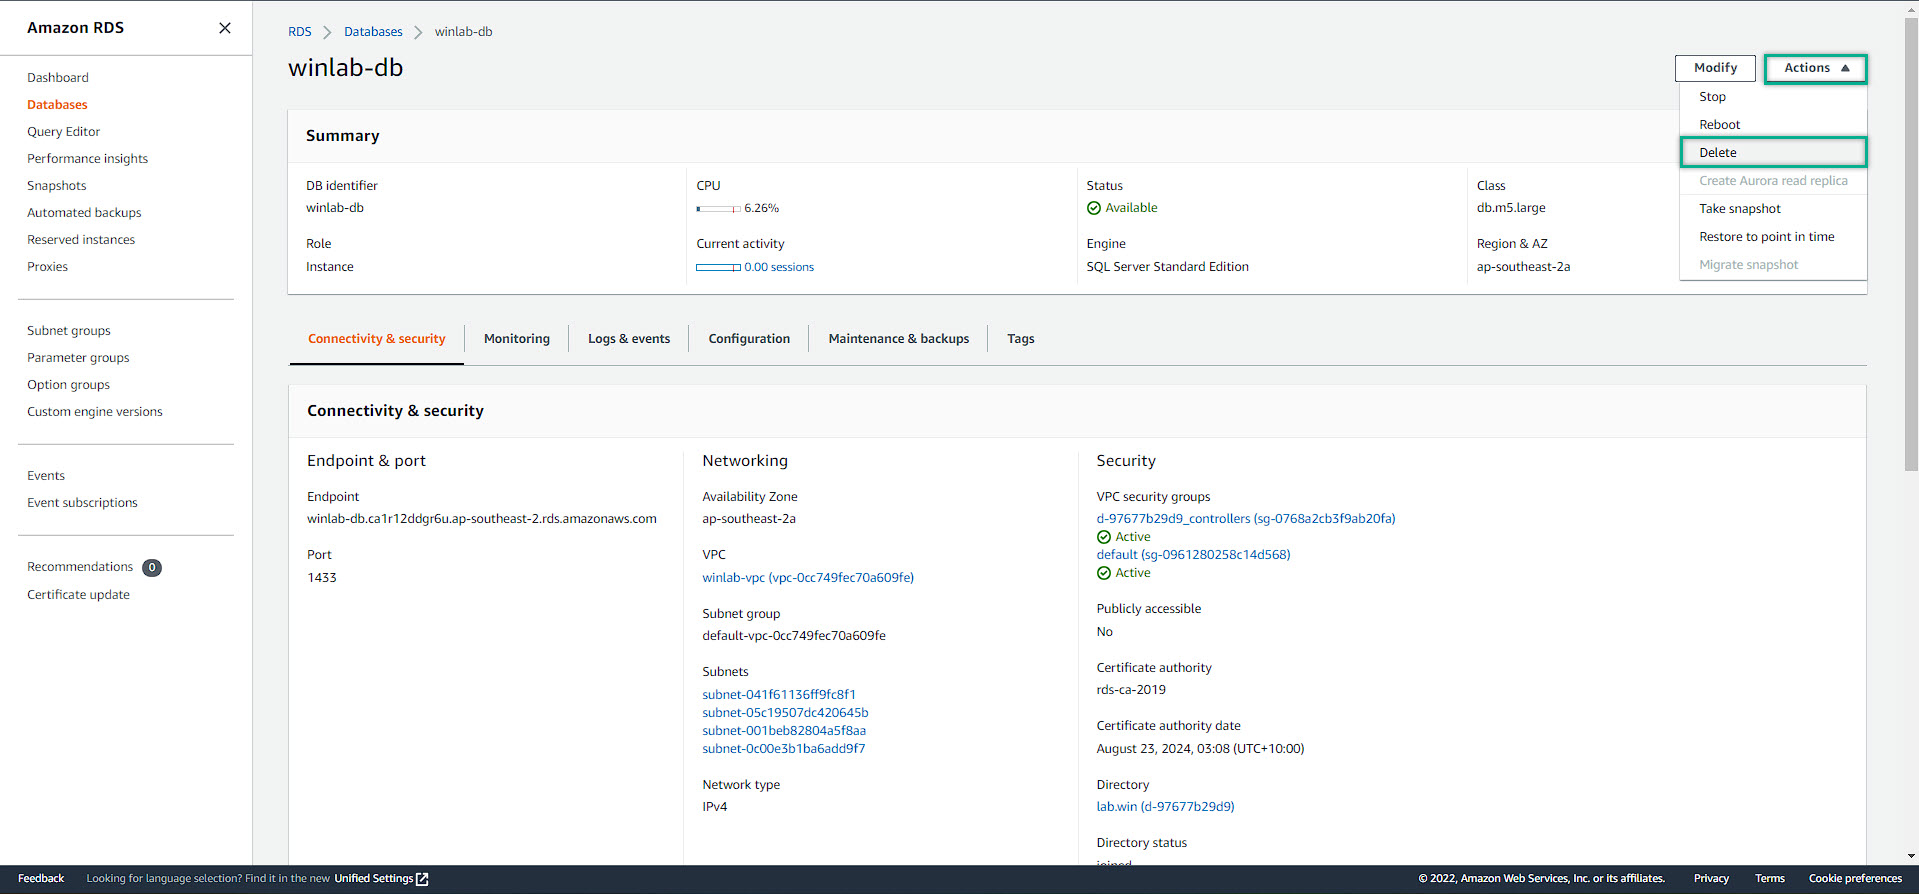 Amazon RDS
Dashboard
Databases
Query Editor
Performance insights
Snapshots
Automated backups
Reserved instances
Proxies
Subnet groups
Parameter groups
Option groups
Custom engine versions
Events
Event subscriptions
Recommendations 0
Certificate update
RDS Databases winlab-db
winlab-db
Modify Actions
Stop
Reboot
Delete
Create Aurora read replica
Take snapshot
Restore to point in time
Migrate snapshot
Summary
DB identifier
winlab-db
Role
Instance
CPU
6.26%
Current activity
0.00 sessions
Status
Available
Engine
SQL Server Standard Edition
Class
db.m5.large
Region & AZ
ap-southeast-2a
Connectivity & security Monitoring Logs & events Configuration Maintenance & backups Tags
Connectivity & security
Endpoint & port
Endpoint
winlab-db.ca1r12ddgr6u.ap-southeast-2.rds.amazonaws.com
Port
1433
Networking
Availability Zone
ap-southeast-2a
VPC
winlab-vpc (vpc-0cc749fec70a609fe)
Subnet group
default-vpc-0cc749fec70a609fe
Subnets
subnet-041f61136ff9fc8f1
subnet-05c19507dc420645b
subnet-001beb82804a5f8aa
subnet-0c00e3b1ba6add9f7
Network type
IPv4
Security
VPC security groups
d-97677b29d9_controllers (sg-0768a2cb3f9ab20fa)
Active
default (sg-0961280258c14d568)
Active
Publicly accessible
No
Certificate authority
rds-ca-2019
Certificate authority date
August 23, 2024, 03:08 (UTC+10:00)
Directory
lab.win (d-97677b29d9)
Directory status
joined
Feedback Looking for language selection? Find it in the new Unified Settings © 2022, Amazon Web Services, Inc. or its affiliates. Privacy Terms Cookie preferences